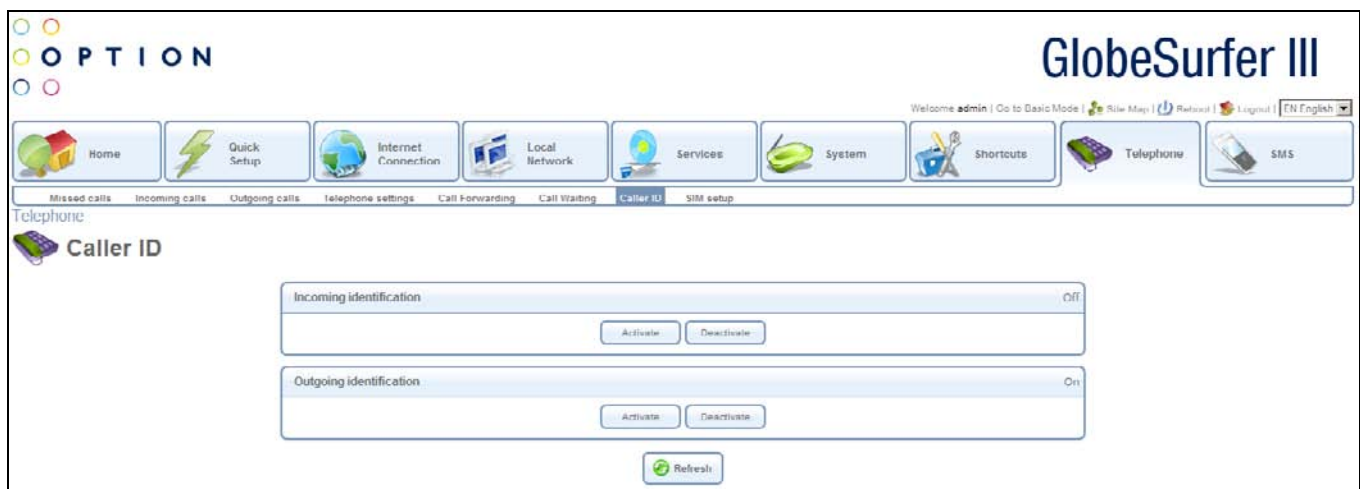 OPTION
GlobeSurfer III
Welcome admin | Go to Basic Mode | Site Map | Reboot | Logout | EN English
Home
Quick Setup
Internet Connection
Local Network
Services
System
Shortcuts
Telephone
SMS
Missed calls Incoming calls Outgoing calls Telephone settings Call Forwarding Call Waiting Caller ID SIM setup
Telephone
Caller ID
Incoming identification Off
Activate Deactivate
Outgoing identification On
Activate Deactivate
Refresh